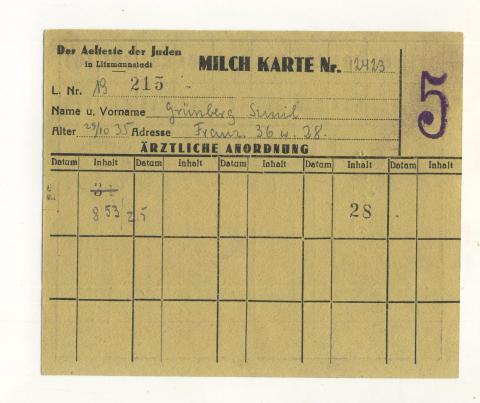 Der Aelteste der Juden
in Litzmannstadt
MILCH KARTE Nr. 12423
5
L. Nr. 19 215
Name u. Vorname Grünberg
Alter 29/10 35 Adresse Franz. 36 w. 28.
ÄRZTLICHE ANORDNUNG
Datum Inhalt Datum Inhalt Datum Inhalt Datum Inhalt Datum Inhalt
28
8 53/25